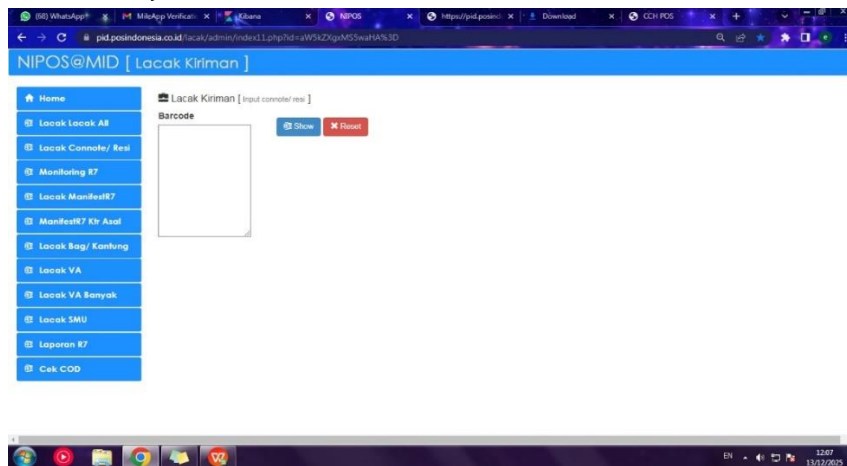 (68) WhatsApp
MileApp Verificati
Kibana
NIPOS
https://pid.posind
Download
CCH POS
pid.posindonesia.co.id/lacak/admin/index11.php?id=aW5kZXgxMS5waHA%3D
NIPOS@MID [ Lacak Kiriman ]
Home
Lacak Lacak All
Lacak Connote/ Resi
Monitoring R7
Lacak ManifestR7
ManifestR7 Ktr Asal
Lacak Bag/ Kantung
Lacak VA
Lacak VA Banyak
Lacak SMU
Laporan R7
Cek COD
Lacak Kiriman [ Input connote/ resi ]
Barcode
Show
Reset
EN
12:07
13/12/2025